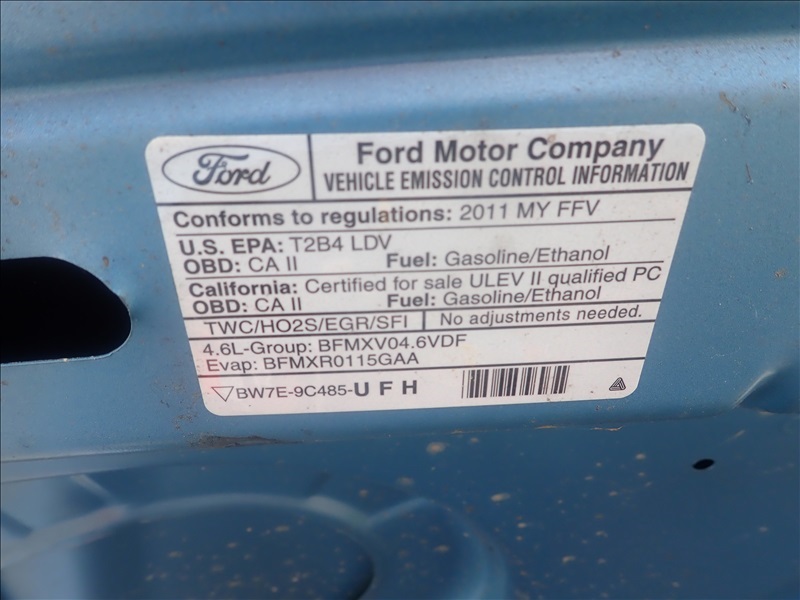 Ford
Ford Motor Company
VEHICLE EMISSION CONTROL INFORMATION
Conforms to regulations: 2011 MY FFV
U.S. EPA: T2B4 LDV
OBD: CA II Fuel: Gasoline/Ethanol
California: Certified for sale ULEV II qualified PC
OBD: CA II Fuel: Gasoline/Ethanol
TWC/HO2S/EGR/SFI No adjustments needed.
4.6L-Group: BFMXV04.6VDF
Evap: BFMXR0115GAA
BW7E-9C485-U F H